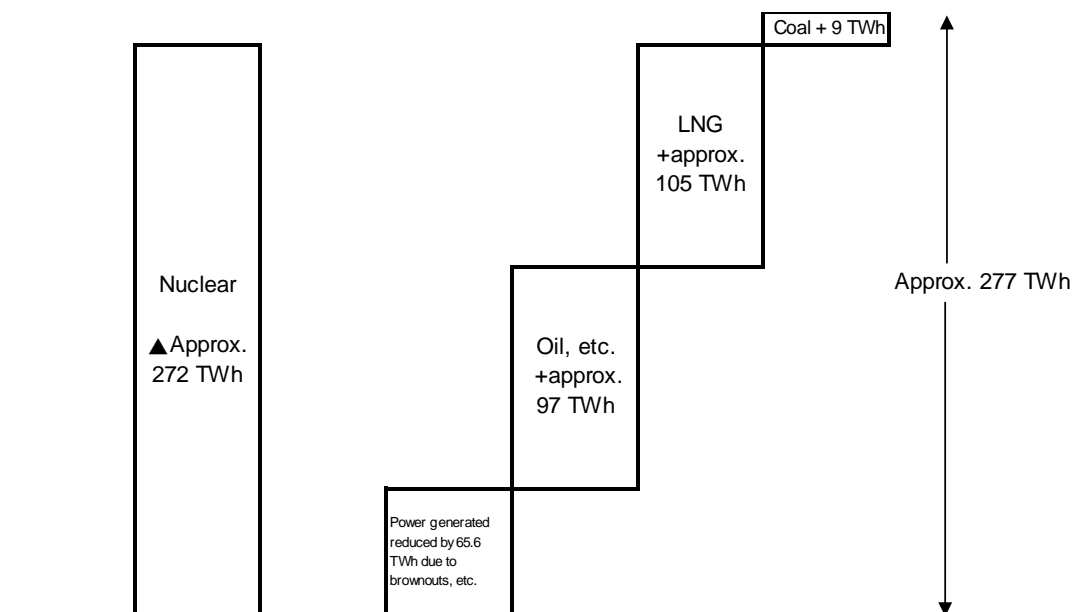 Coal + 9 TWh
LNG
+approx.
105 TWh
Nuclear
▲Approx.
272 TWh
Approx. 277 TWh
Oil, etc.
+approx.
97 TWh
Power generated
reduced by 65.6
TWh due to
brownouts, etc.